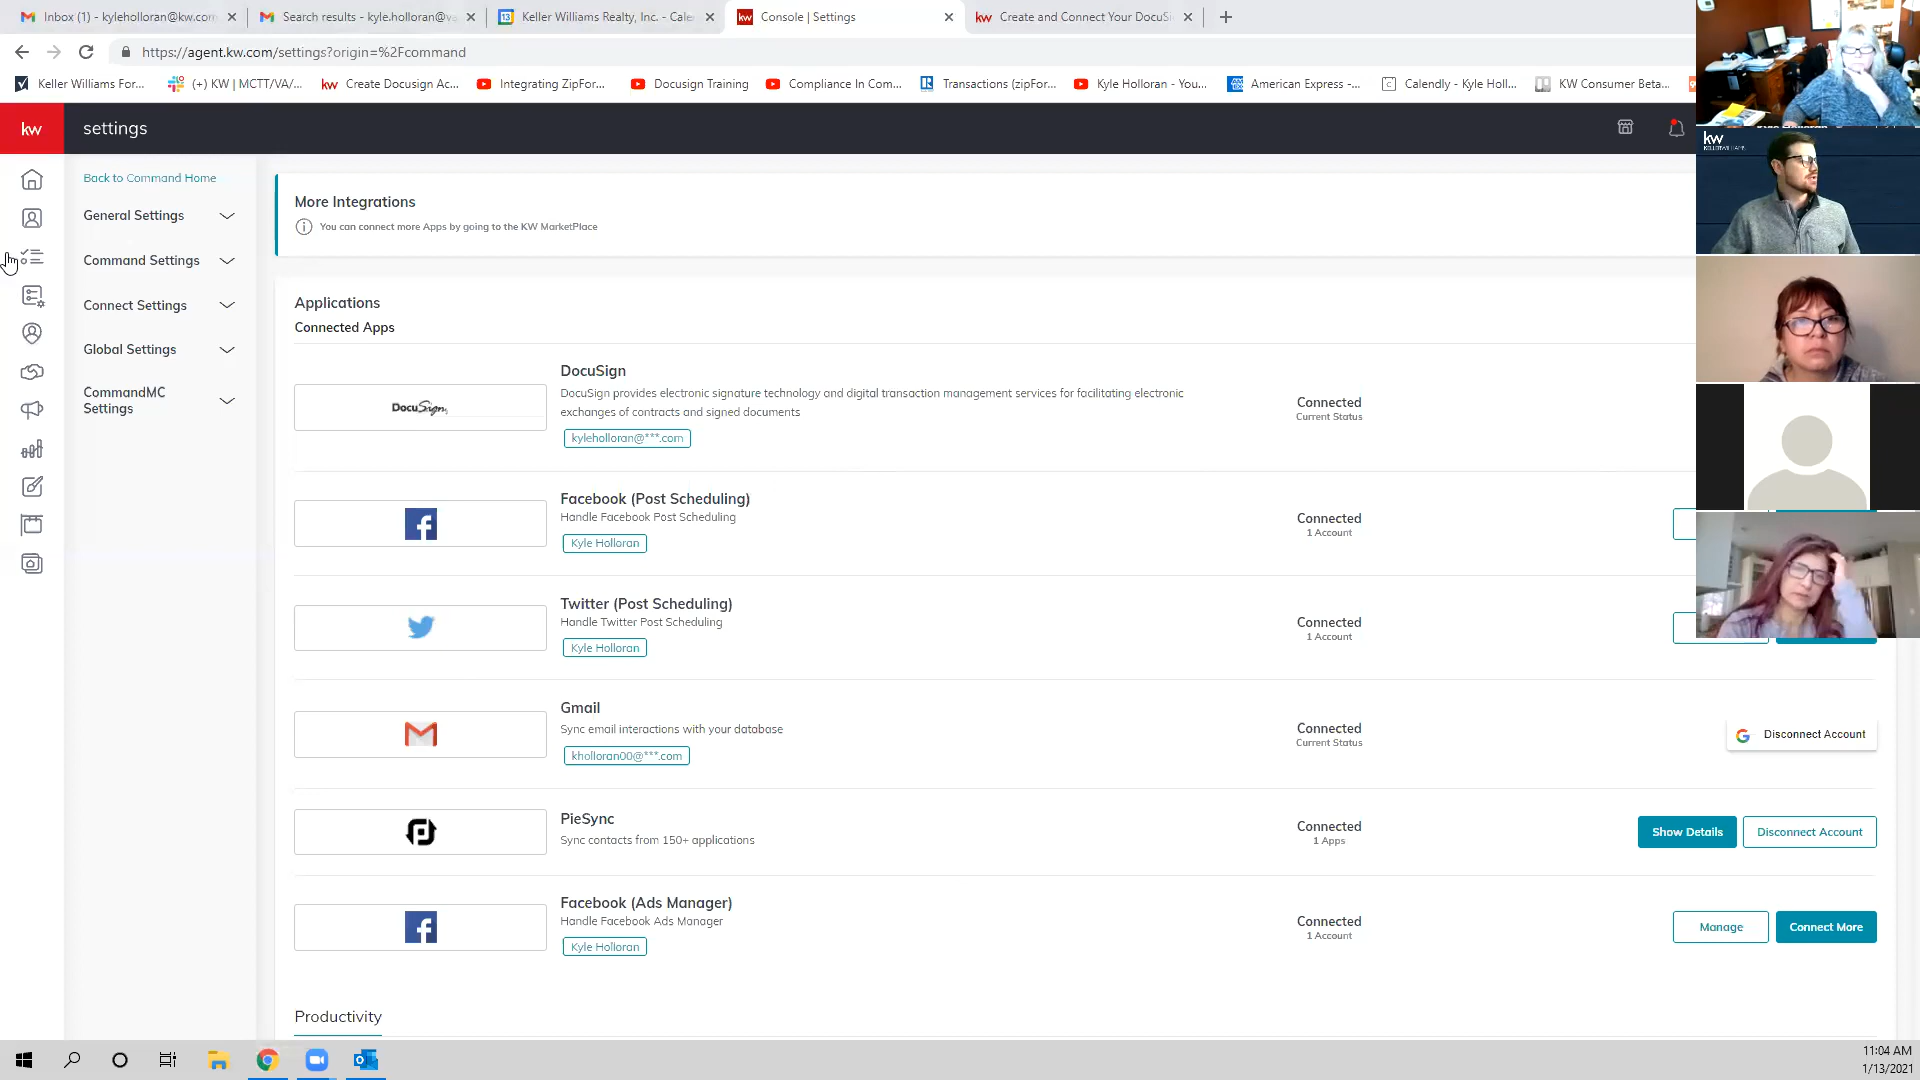 Inbox (1) - kyleholloran@kw.com
Search results - kyle.holloran@v
Keller Williams Realty, Inc. - Cale
Console | Settings
Create and Connect Your DocuSi
https://agent.kw.com/settings?origin=%2Fcommand
Keller Williams For...
(+) KW | MCTT/VA/...
kw Create Docusign Ac...
Integrating ZipFor...
Docusign Training
Compliance In Com...
Transactions (zipFor...
Kyle Holloran - You...
American Express -...
Calendly - Kyle Holl...
KW Consumer Beta...
kw
settings
kw
KELLERWILLIAMS
Back to Command Home
General Settings
Command Settings
Connect Settings
Global Settings
CommandMC
Settings
More Integrations
You can connect more Apps by going to the KW MarketPlace
Applications
Connected Apps
DocuSign
DocuSign
DocuSign provides electronic signature technology and digital transaction management services for facilitating electronic
exchanges of contracts and signed documents
kyleholloran@***.com
Connected
Current Status
Facebook (Post Scheduling)
Handle Facebook Post Scheduling
Kyle Holloran
Connected
1 Account
Twitter (Post Scheduling)
Handle Twitter Post Scheduling
Kyle Holloran
Connected
1 Account
Gmail
Sync email interactions with your database
kholloran00@***.com
Connected
Current Status
Disconnect Account
PieSync
Sync contacts from 150+ applications
Connected
1 Apps
Show Details
Disconnect Account
Facebook (Ads Manager)
Handle Facebook Ads Manager
Kyle Holloran
Connected
1 Account
Manage
Connect More
Productivity
11:04 AM
1/13/2021